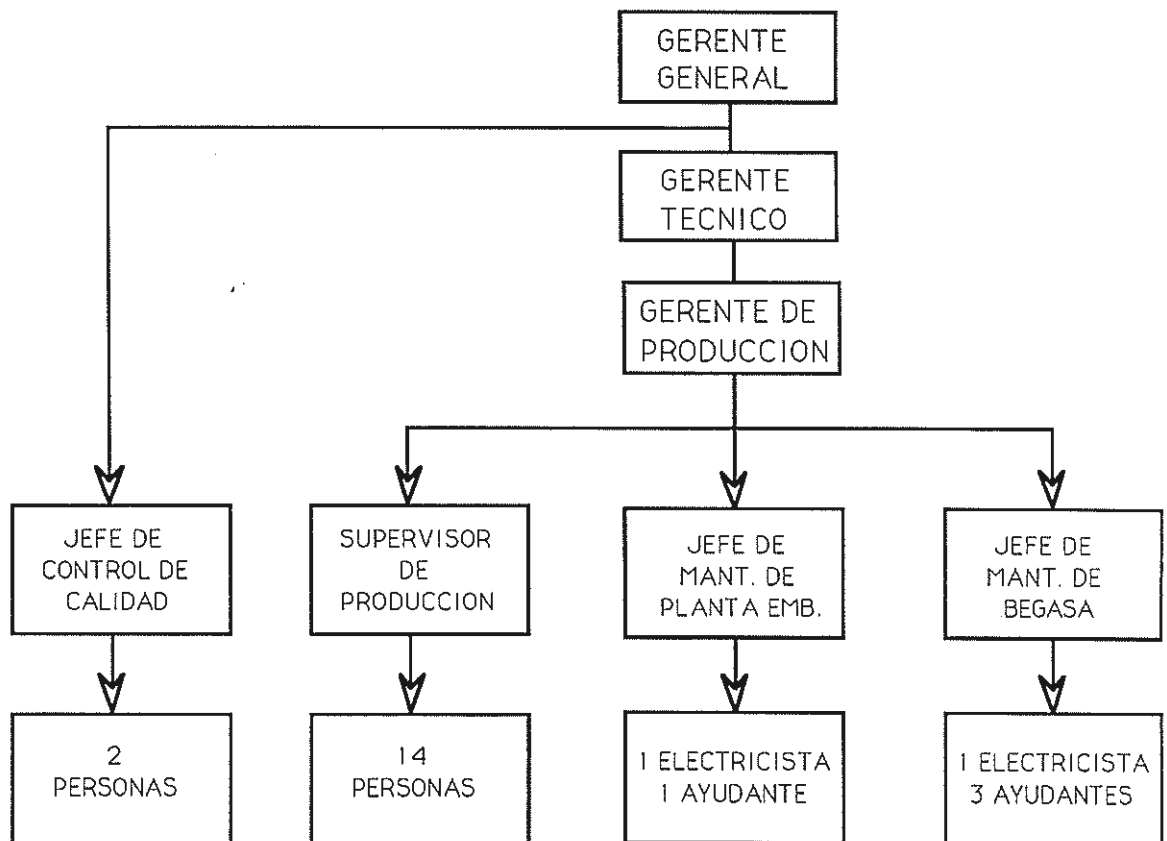 GERENTE
GENERAL
GERENTE
TECNICO
GERENTE DE
PRODUCCION
JEFE DE
CONTROL DE
CALIDAD
SUPERVISOR
DE
PRODUCCION
JEFE DE
MANT. DE
PLANTA EMB.
JEFE DE
MANT. DE
BEGASA
2
PERSONAS
14
PERSONAS
1 ELECTRICISTA
1 AYUDANTE
1 ELECTRICISTA
3 AYUDANTES